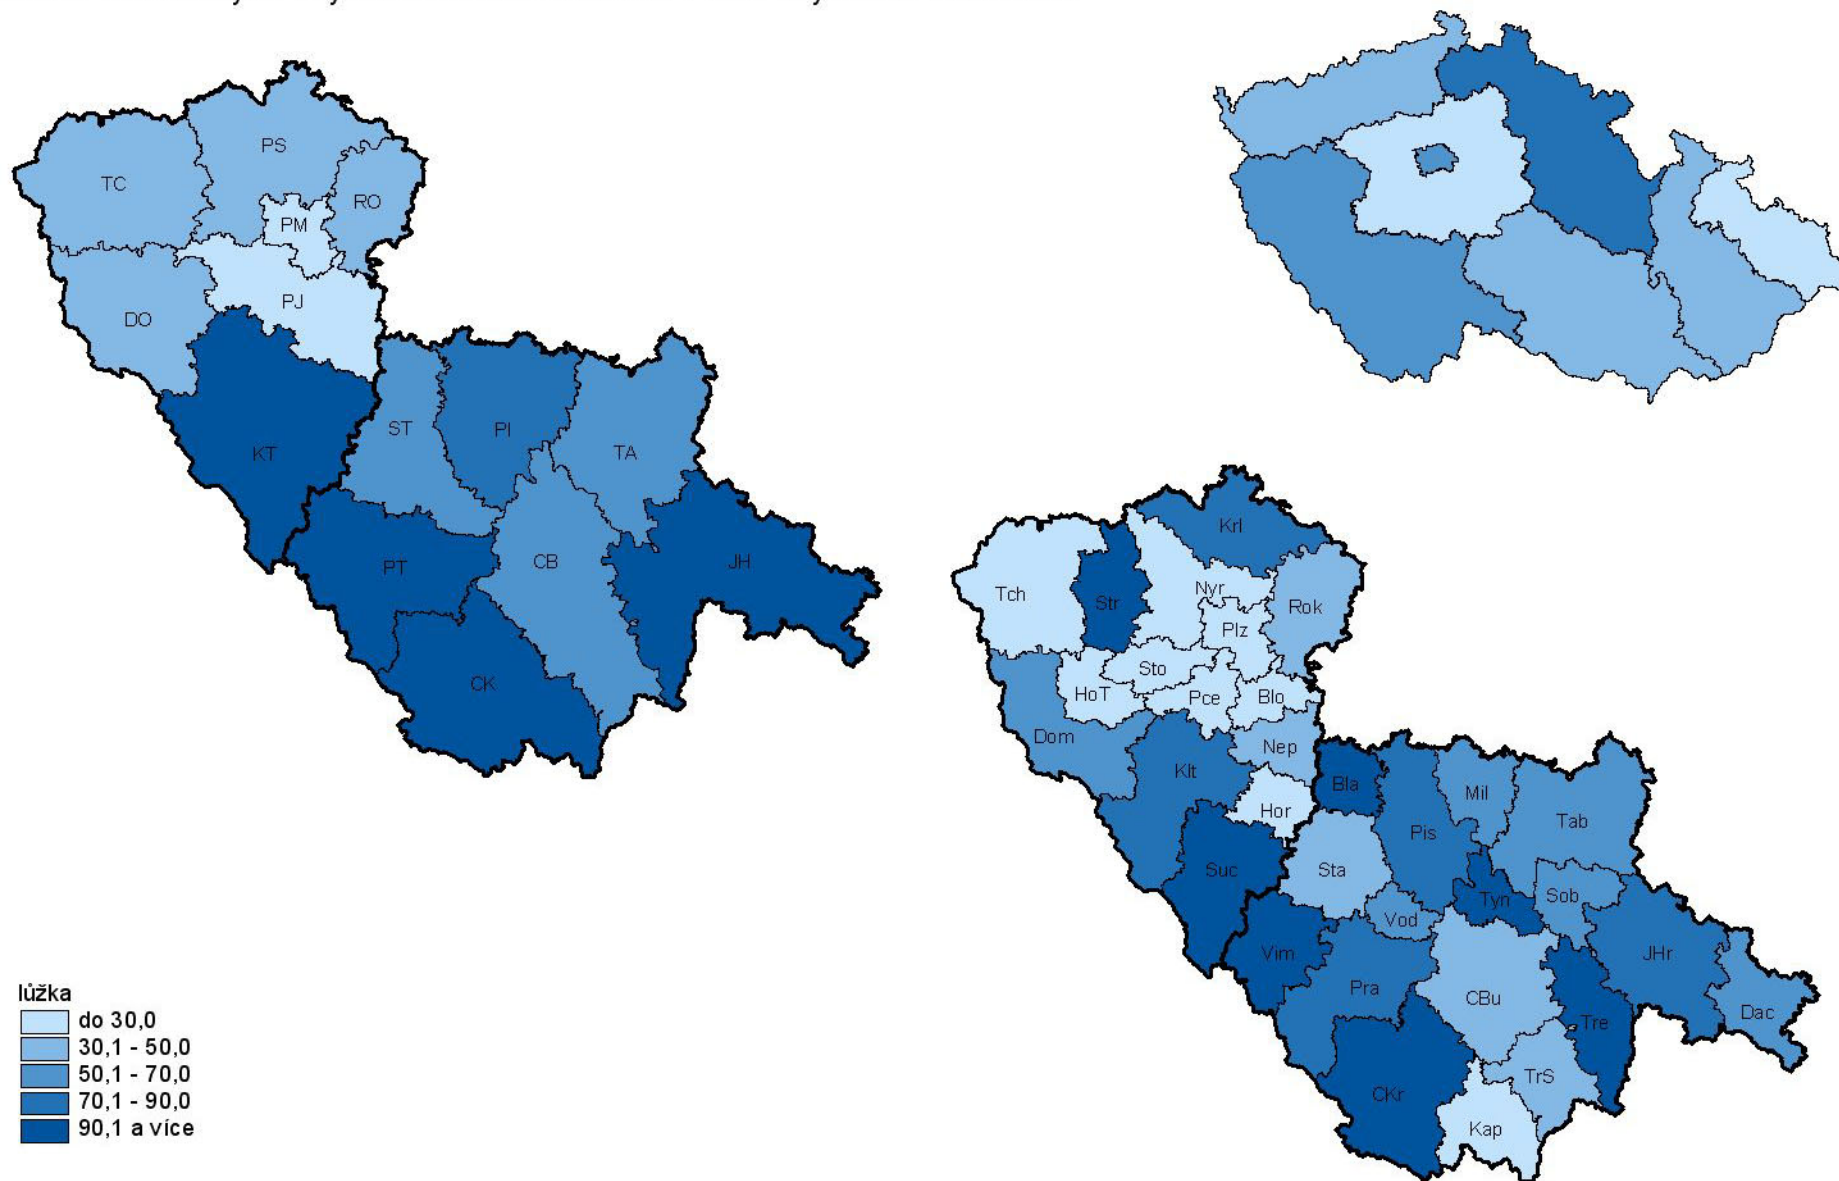 PS
TC
RO
PM
PJ
DO
ST
PI
TA
KT
PT
CB
JH
CK
Krl
Tch
Str
Nyr
Rok
Plz
Sto
HoT
Pce
Blo
Dom
Nep
Klt
Bla
Mil
Hor
Pis
Tab
Suc
Sta
Tyn
Sob
Vod
Vim
JHr
Pra
CBu
Tre
Dac
TrS
CKr
Kap
lůžka
do 30,0
30,1 - 50,0
50,1 - 70,0
70,1 - 90,0
90,1 a více